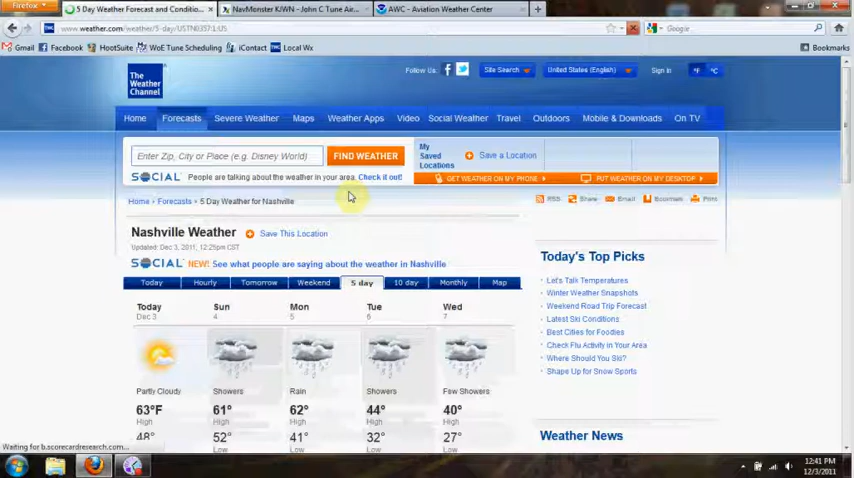 Firefox
5 Day Weather Forecast and Conditio...
NavMonster KJWN - John C Tune Air...
AWC - Aviation Weather Center
www.weather.com/weather/5-day/USTN0357:1:US
Google
Gmail Facebook HootSuite WoE Tune Scheduling iContact Local Wx
Bookmarks
The Weather Channel
Follow Us: Site Search United States (English) Sign In °F °C
Home Forecasts Severe Weather Maps Weather Apps Video Social Weather Travel Outdoors Mobile & Downloads On TV
Enter Zip, City or Place (e.g. Disney World) FIND WEATHER
My Saved Locations
Save a Location
SOCIAL People are talking about the weather in your area. Check it out!
GET WEATHER ON MY PHONE PUT WEATHER ON MY DESKTOP
Home › Forecasts › 5 Day Weather for Nashville
RSS Share Email Bookmark Print
Nashville Weather Save This Location
Updated: Dec 3, 2011, 12:25pm CST
SOCIAL NEW! See what people are saying about the weather in Nashville
Today Hourly Tomorrow Weekend 5 day 10 day Monthly Map
Today Sun Mon Tue Wed
Dec 3 4 5 6 7
Partly Cloudy Showers Rain Showers Few Showers
63°F 61° 62° 44° 40°
48° 52° 41° 32° 27°
Low Low Low Low
Today's Top Picks
Let's Talk Temperatures
Winter Weather Snapshots
Weekend Road Trip Forecast
Latest Ski Conditions
Best Cities for Foodies
Check Flu Activity in Your Area
Where Should You Ski?
Shape Up for Snow Sports
Weather News
Waiting for b.scorecardresearch.com...
12:41 PM
12/3/2011